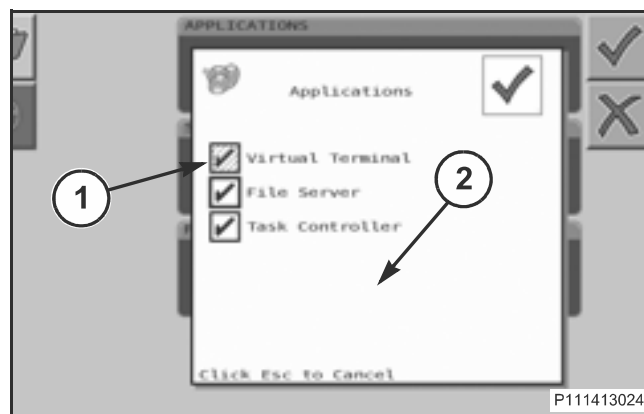 APPLICATIONS
Applications
Virtual Terminal
1
2
File Server
Task Controller
Click Esc to Cancel
P111413024